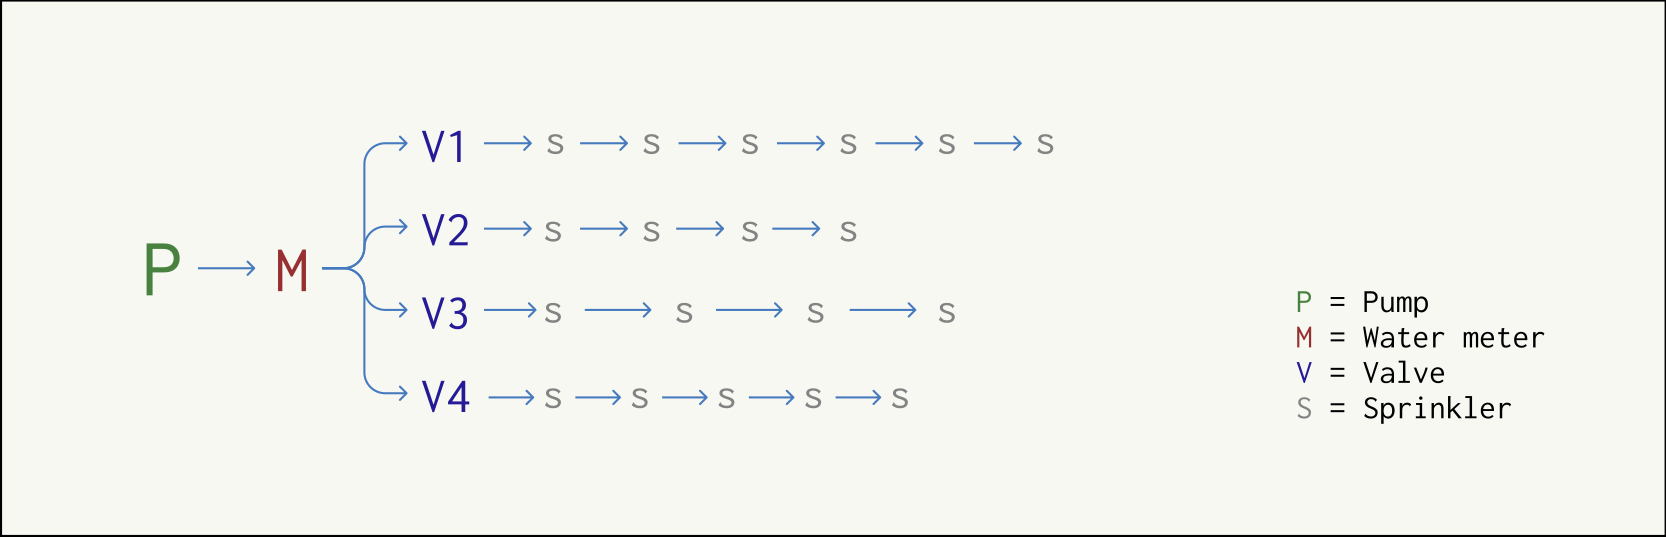 V1 → S → S → S → S → S → S
V2 → S → S → S → S
P → M
V3 → S → S → S → S
V4 → S → S → S → S → S
P = Pump
M = Water meter
V = Valve
S = Sprinkler